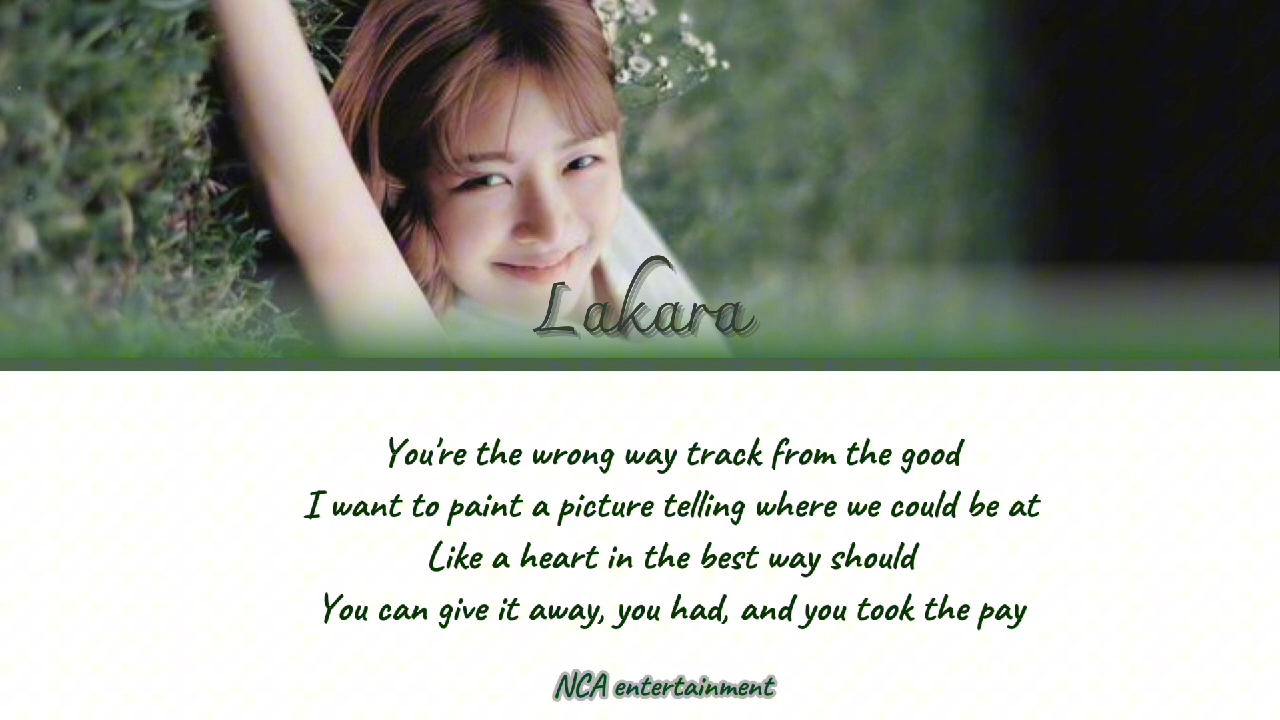 Lakara
You're the wrong way track from the good
I want to paint a picture telling where we could be at
Like a heart in the best way should
You can give it away, you had, and you took the pay
NCA entertainment